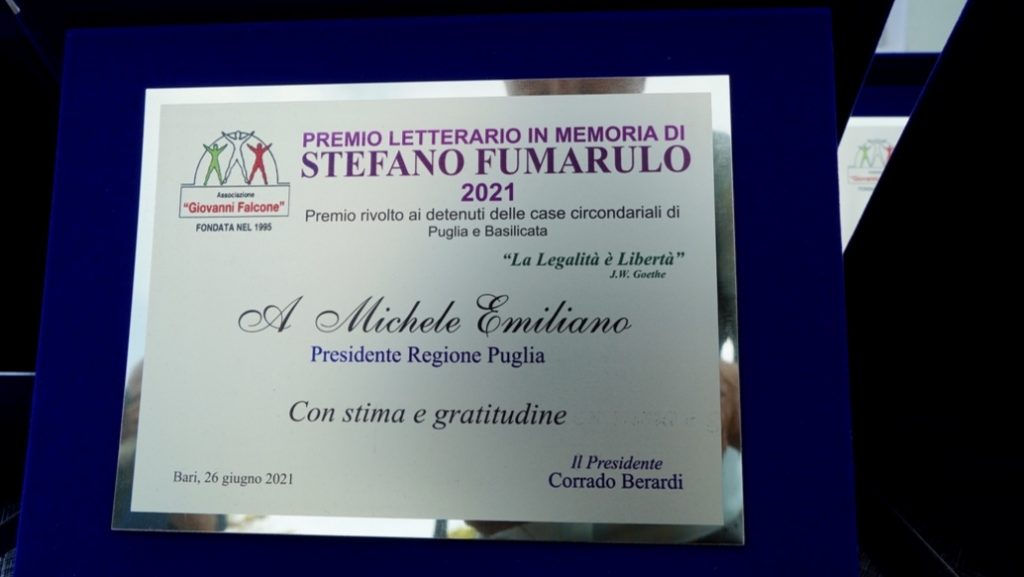 PREMIO LETTERARIO IN MEMORIA DI
STEFANO FUMARULO
2021
Premio rivolto ai detenuti delle case circondariali di
Puglia e Basilicata
Associazione
"Giovanni Falcone"
FONDATA NEL 1995
"La Legalità è Libertà"
J.W. Goethe
A Michele Emiliano
Presidente Regione Puglia
Con stima e gratitudine
Bari, 26 giugno 2021
Il Presidente
Corrado Berardi